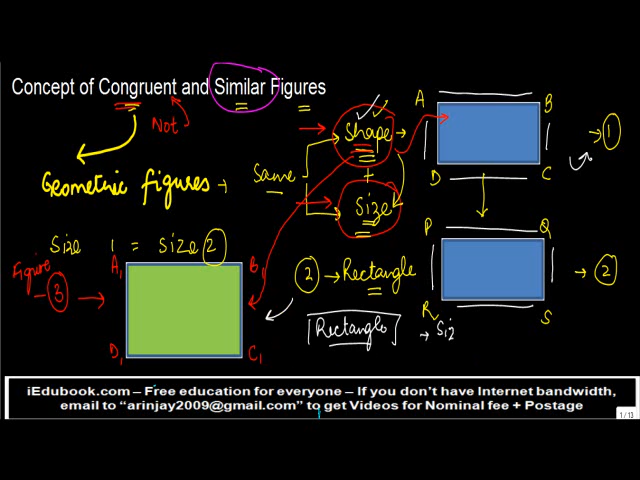 Concept of Congruent and Similar Figures
Not
Geometric figures →
Same
Shape
+
Size
A B
D C
→ 1
P Q
R S
→ 2
Size 1 = Size 2
2 → Rectangle
Rectangle → Siz
Figure
3
A1 B1
D1 C1
iEdubook.com – Free education for everyone – If you don't have Internet bandwidth,
email to "arinjay2009@gmail.com" to get Videos for Nominal fee + Postage
1 / 13